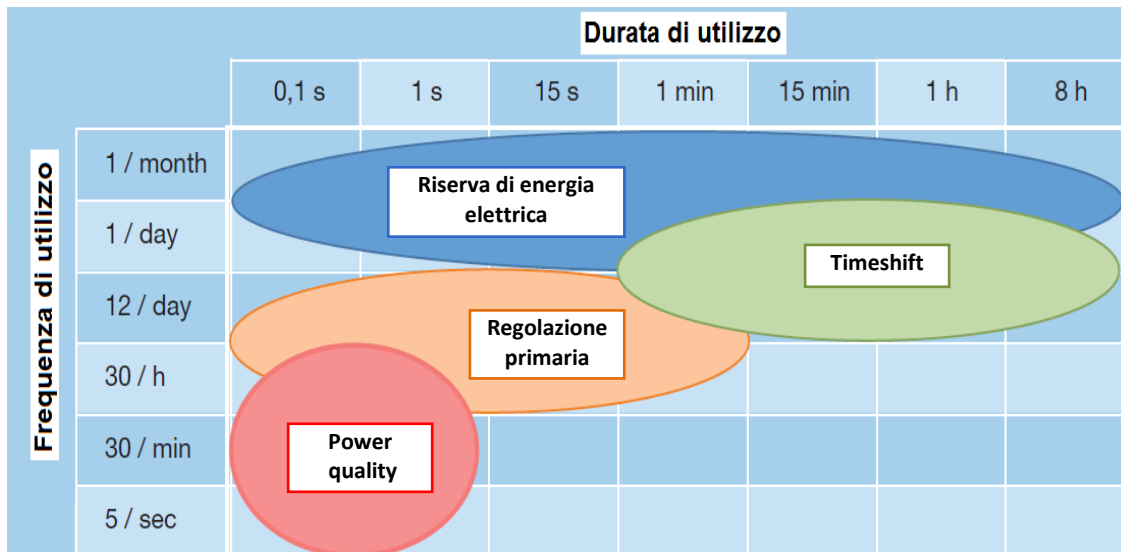 Durata di utilizzo
0,1 s 1 s 15 s 1 min 15 min 1 h 8 h
Frequenza di utilizzo
1 / month
1 / day
12 / day
30 / h
30 / min
5 / sec
Riserva di energia
elettrica
Timeshift
Regolazione
primaria
Power
quality